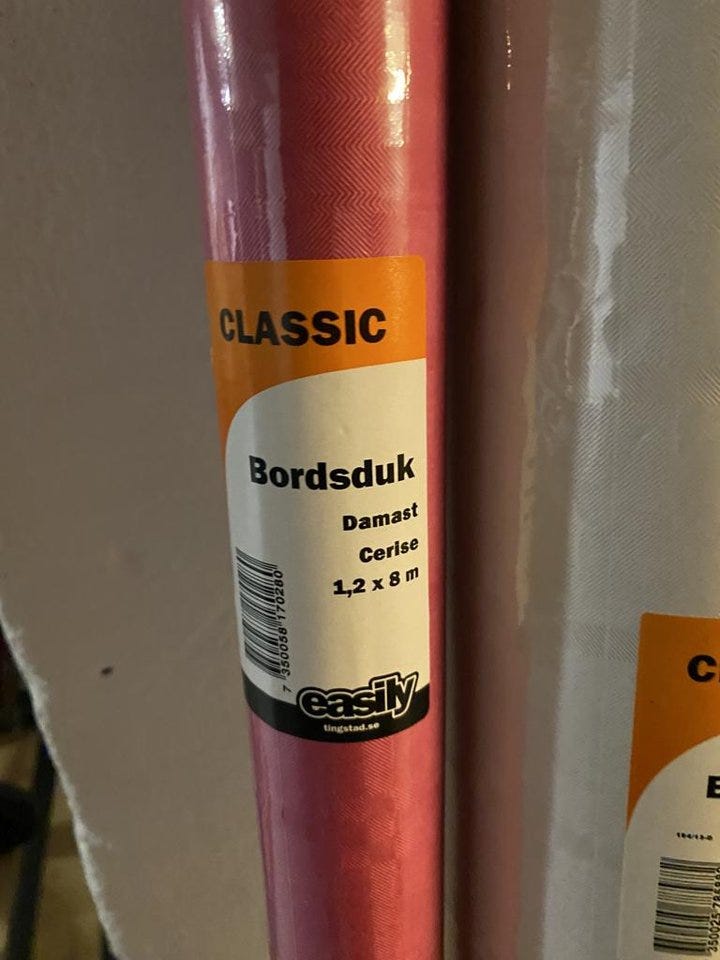 CLASSIC
Bordsduk
Damast
Cerise
1,2 x 8 m
7 350058 170280
easily
tingstad.se